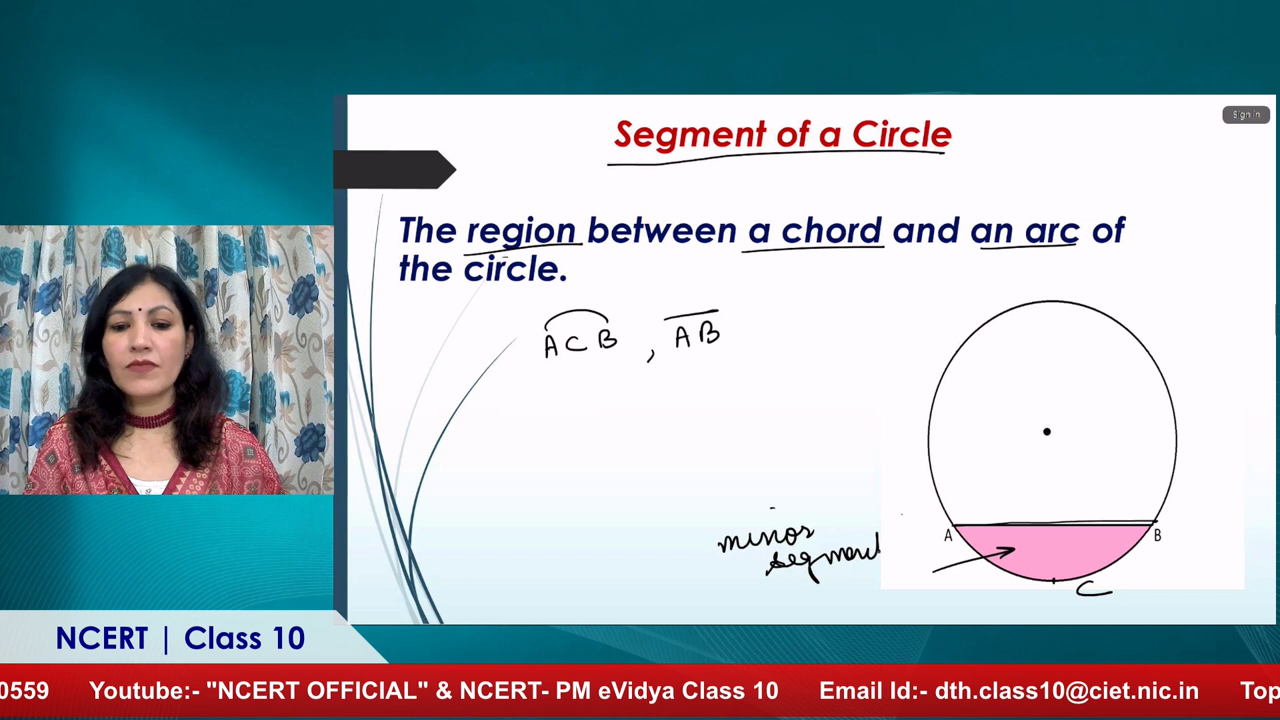 Segment of a Circle
Sign in
The region between a chord and an arc of
the circle.
ACB , AB
minor
segment
A
B
C
NCERT | Class 10
0559 Youtube:- "NCERT OFFICIAL" & NCERT- PM eVidya Class 10 Email Id:- dth.class10@ciet.nic.in Top